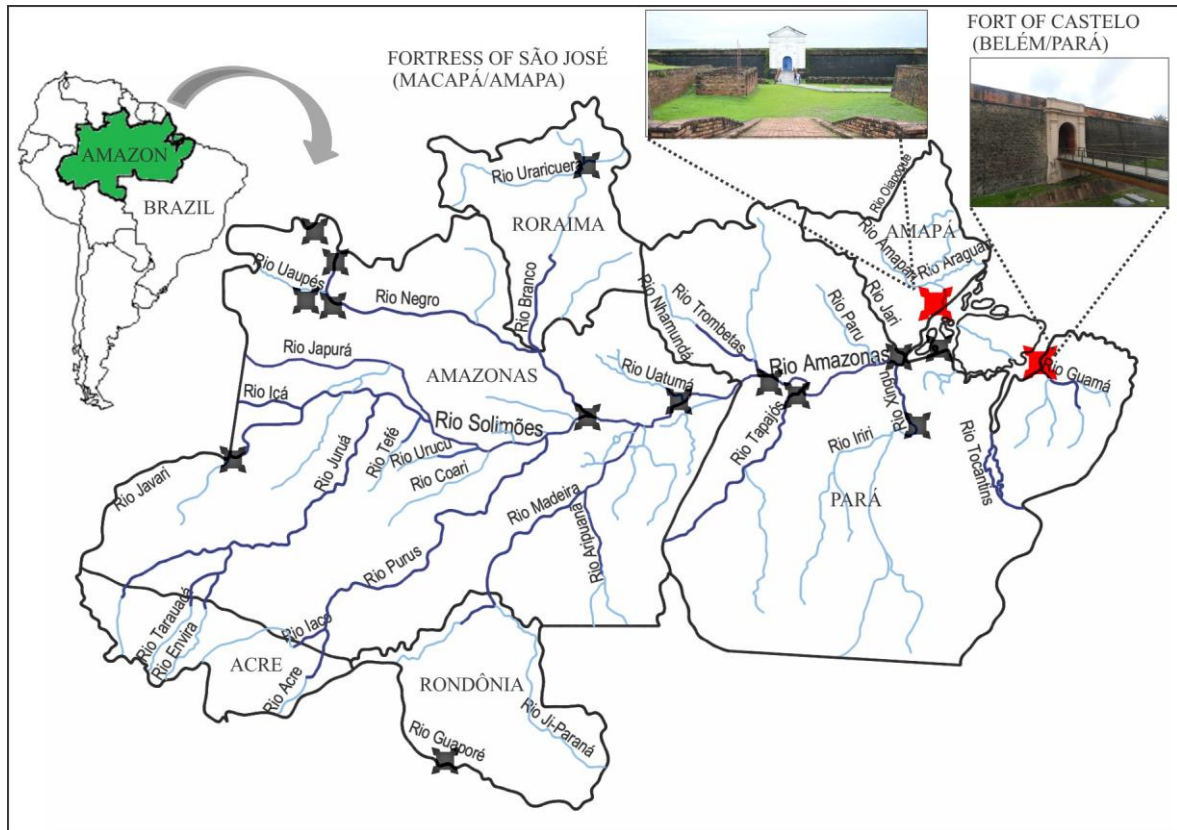 FORTRESS OF SÃO JOSÉ
(MACAPÁ/AMAPA)
FORT OF CASTELO
(BELÉM/PARÁ)
AMAZON
BRAZIL
Rio Uraricuera
RORAIMA
Rio Oiapoque
AMAPÁ
Rio Amapar
Rio Araguari
Rio Uaupés
Rio Negro
Rio Branco
Rio Nhamundá
Rio Trombetas
Rio Paru
Rio Jari
Rio Japurá
AMAZONAS
Rio Uatumã
Rio Amazonas
Rio Guamá
Rio Içá
Rio Solimões
Rio Tapajós
Rio Xingu
Rio Javari
Rio Juruá
Rio Tefé
Rio Urucu
Rio Coari
Rio Iriri
Rio Tocantins
Rio Madeira
Rio Aripuanã
PARÁ
Rio Purus
Rio Tarauacá
Rio Envira
Rio Iaco
ACRE
Rio Acre
RONDÔNIA
Rio Guaporé
Rio Ji-Paraná